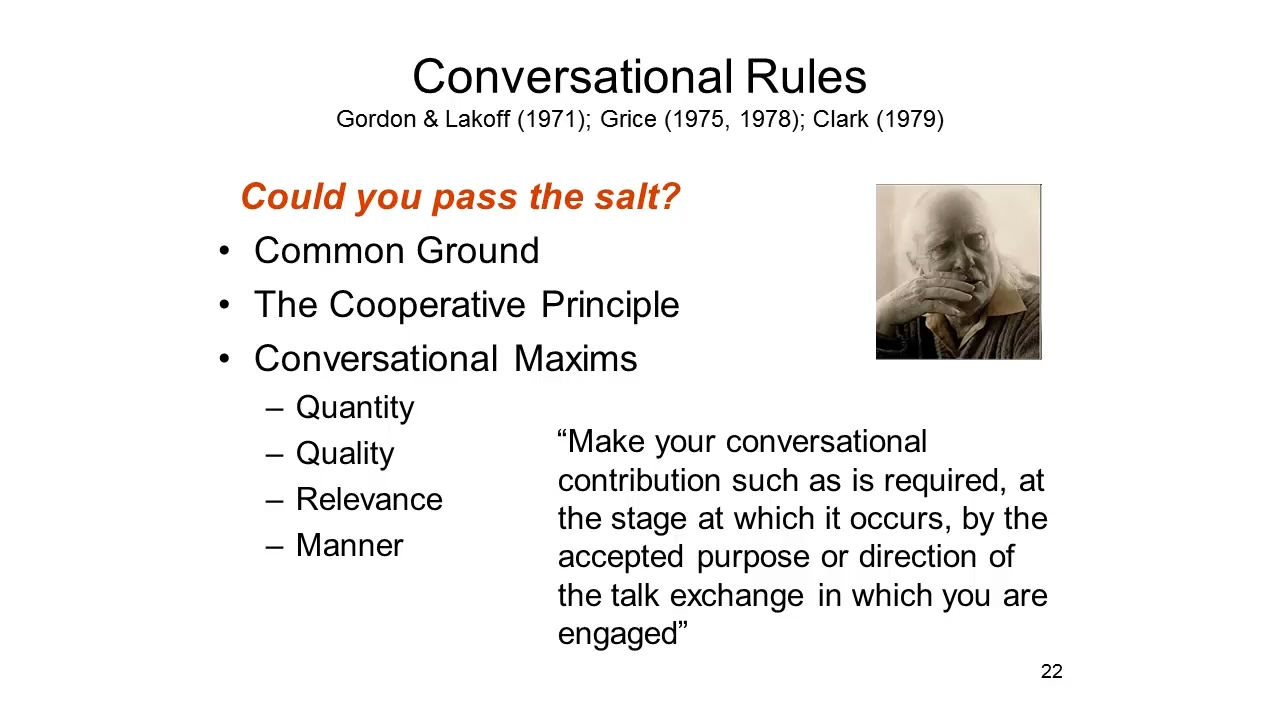 Conversational Rules
Gordon & Lakoff (1971); Grice (1975, 1978); Clark (1979)
Could you pass the salt?
• Common Ground
• The Cooperative Principle
• Conversational Maxims
– Quantity
– Quality
– Relevance
– Manner
“Make your conversational
contribution such as is required, at
the stage at which it occurs, by the
accepted purpose or direction of
the talk exchange in which you are
engaged”
22